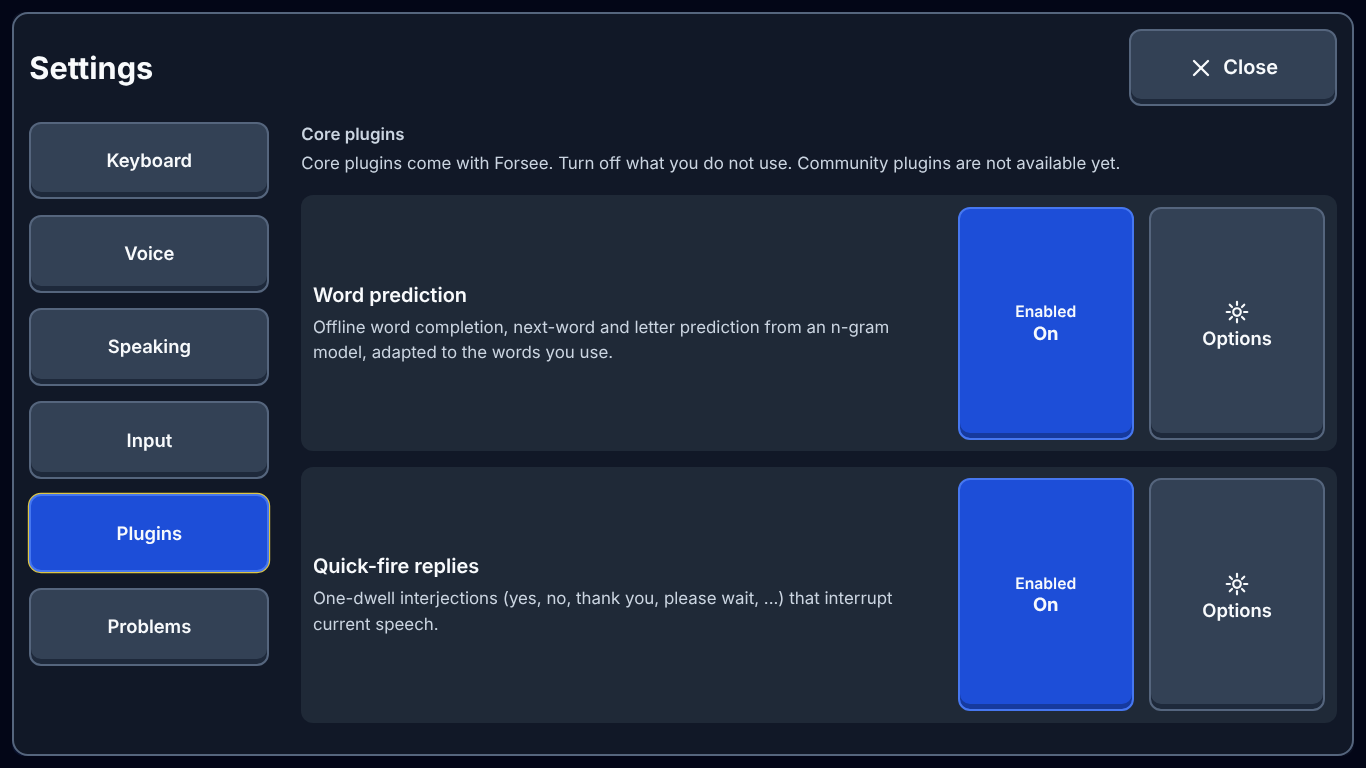 Settings
Close
Keyboard
Voice
Speaking
Input
Plugins
Problems
Core plugins
Core plugins come with Forsee. Turn off what you do not use. Community plugins are not available yet.
Word prediction
Offline word completion, next-word and letter prediction from an n-gram
model, adapted to the words you use.
Enabled
On
Options
Quick-fire replies
One-dwell interjections (yes, no, thank you, please wait, ...) that interrupt
current speech.
Enabled
On
Options